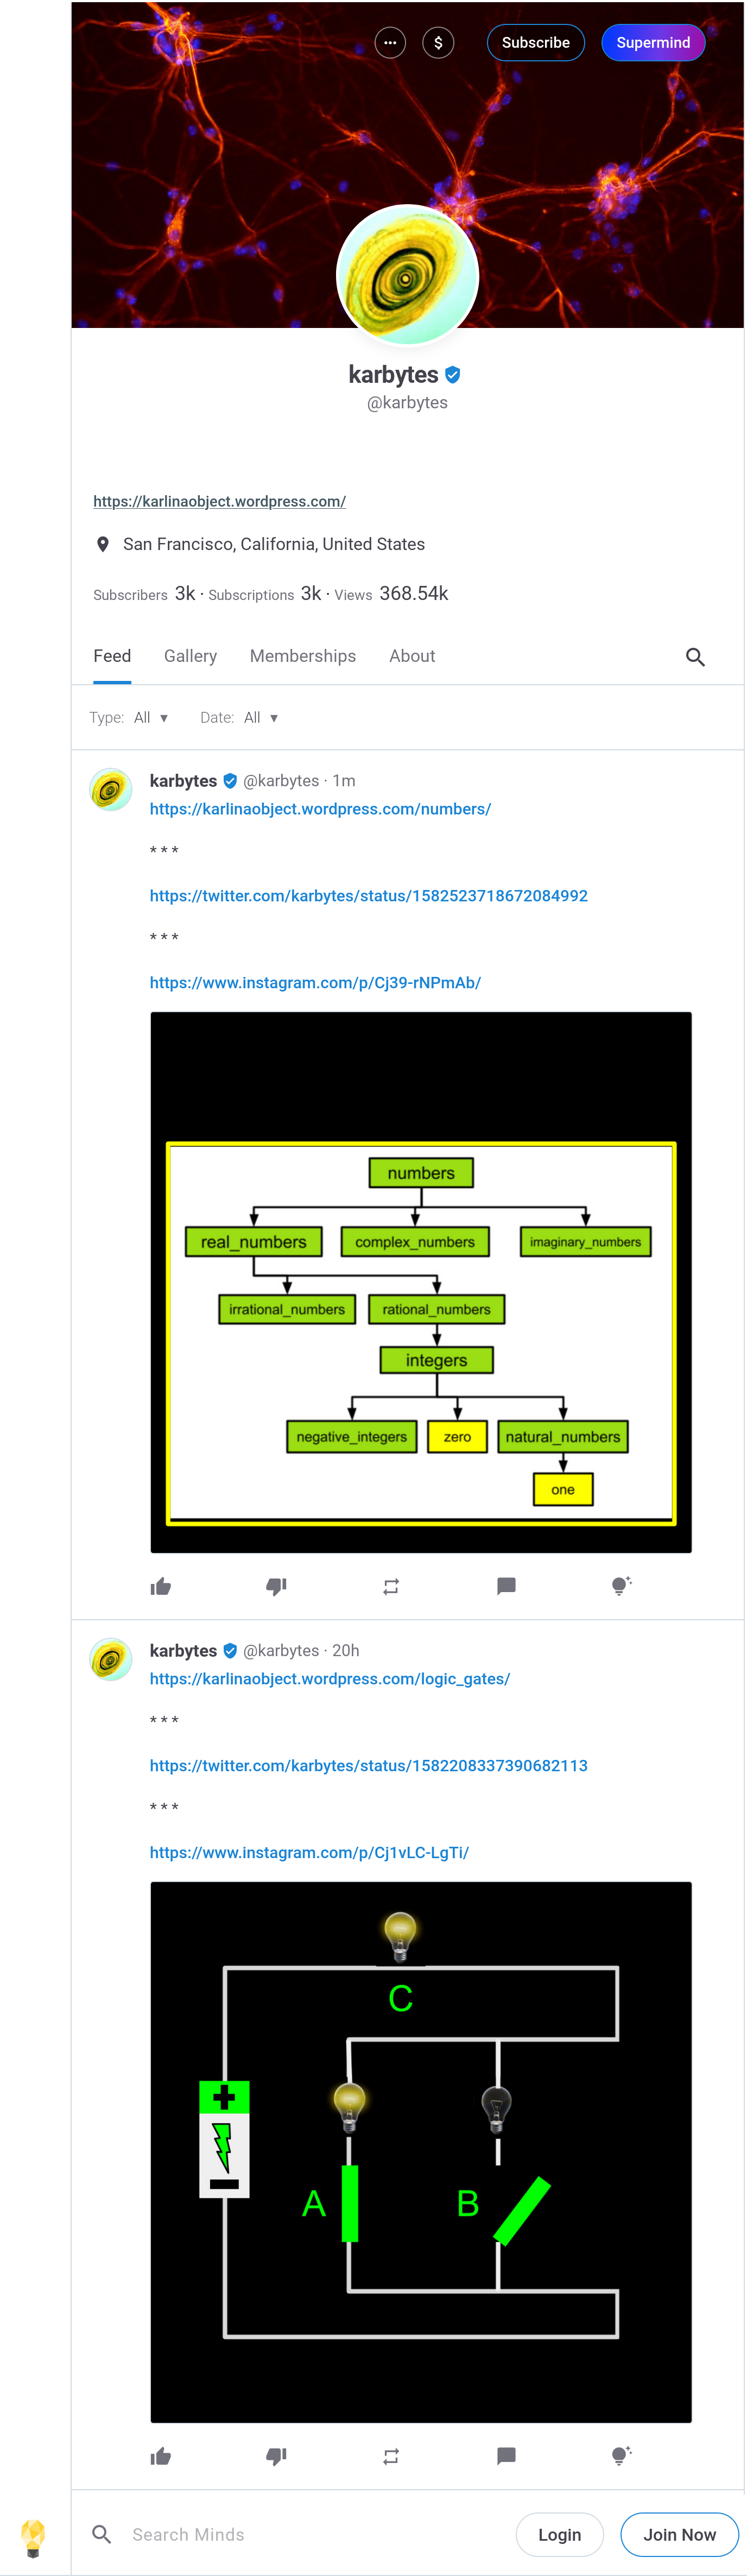 $ Subscribe Supermind
karbytes
@karbytes
https://karlinaobject.wordpress.com/
San Francisco, California, United States
Subscribers 3k · Subscriptions 3k · Views 368.54k
Feed Gallery Memberships About
Type: All ▼ Date: All ▼
karbytes @karbytes · 1m
https://karlinaobject.wordpress.com/numbers/
* * *
https://twitter.com/karbytes/status/1582523718672084992
* * *
https://www.instagram.com/p/Cj39-rNPmAb/
numbers
real_numbers complex_numbers imaginary_numbers
irrational_numbers rational_numbers
integers
negative_integers zero natural_numbers
one
karbytes @karbytes · 20h
https://karlinaobject.wordpress.com/logic_gates/
* * *
https://twitter.com/karbytes/status/1582208337390682113
* * *
https://www.instagram.com/p/Cj1vLC-LgTi/
C
A B
Search Minds Login Join Now